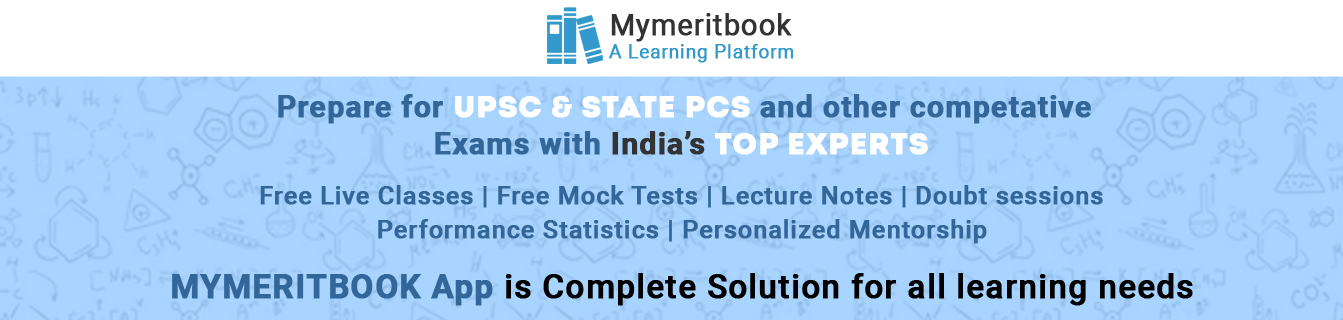 Mymeritbook
A Learning Platform
Prepare for UPSC & STATE PCS and other competative
Exams with India's TOP EXPERTS
Free Live Classes | Free Mock Tests | Lecture Notes | Doubt sessions
Performance Statistics | Personalized Mentorship
MYMERITBOOK App is Complete Solution for all learning needs